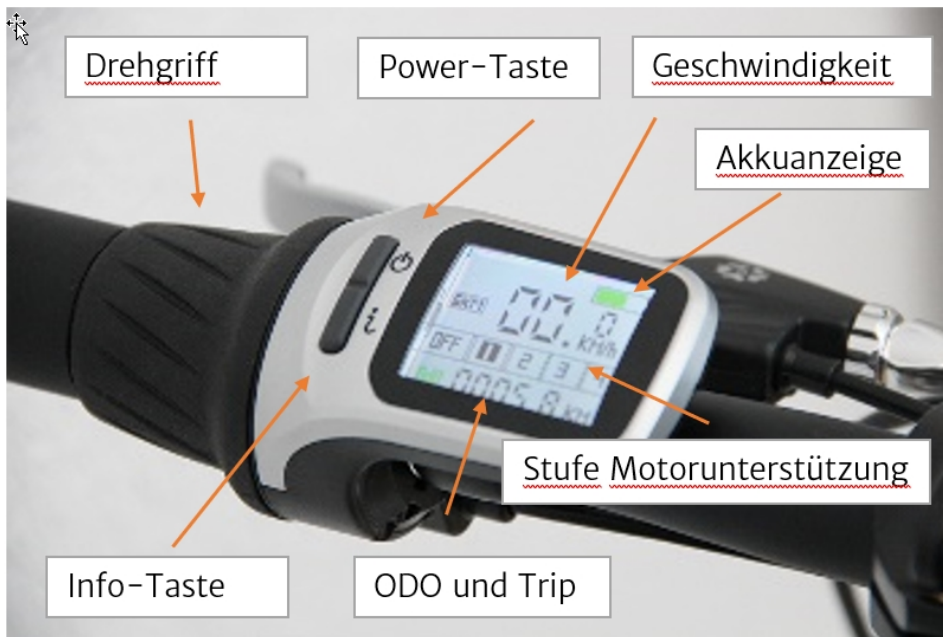 Drehgriff
Power-Taste
Geschwindigkeit
Akkuanzeige
i
00.0
KM/h
OFF 1 2 3
0005 8 KM
Stufe Motorunterstützung
Info-Taste
ODO und Trip